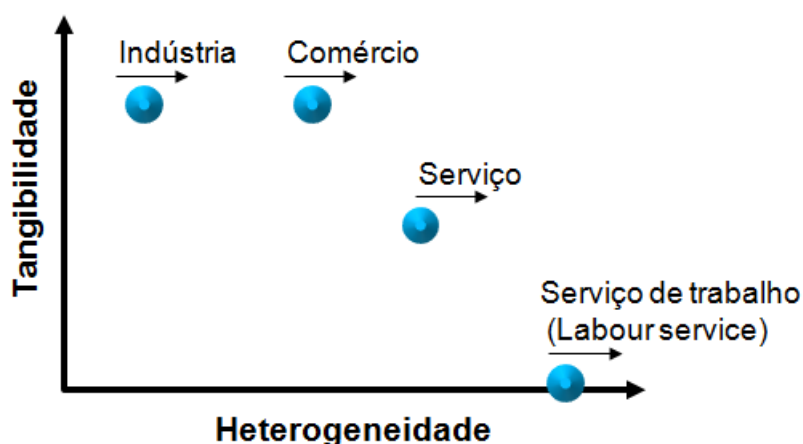 Indústria
Comércio
Tangibilidade
Serviço
Serviço de trabalho
(Labour service)
Heterogeneidade